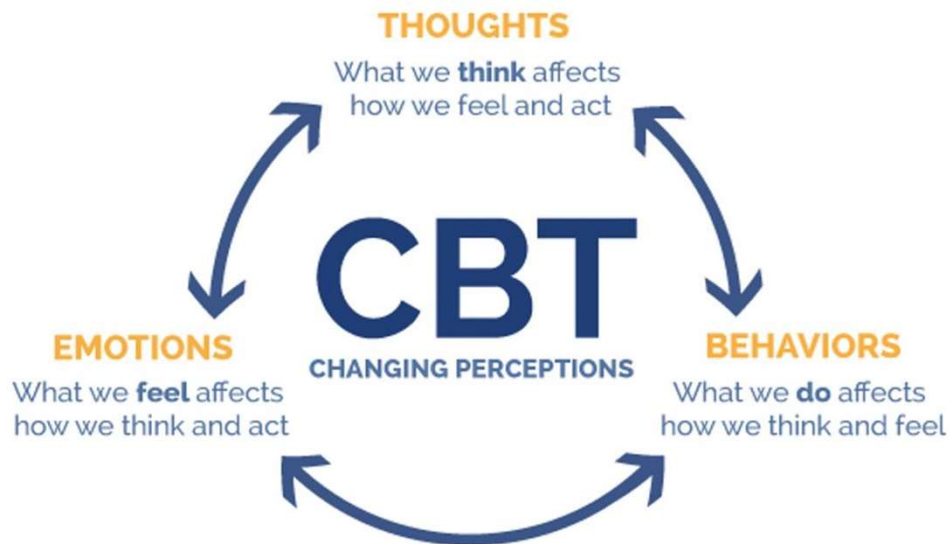 THOUGHTS
What we think affects
how we feel and act
CBT
CHANGING PERCEPTIONS
EMOTIONS
What we feel affects
how we think and act
BEHAVIORS
What we do affects
how we think and feel